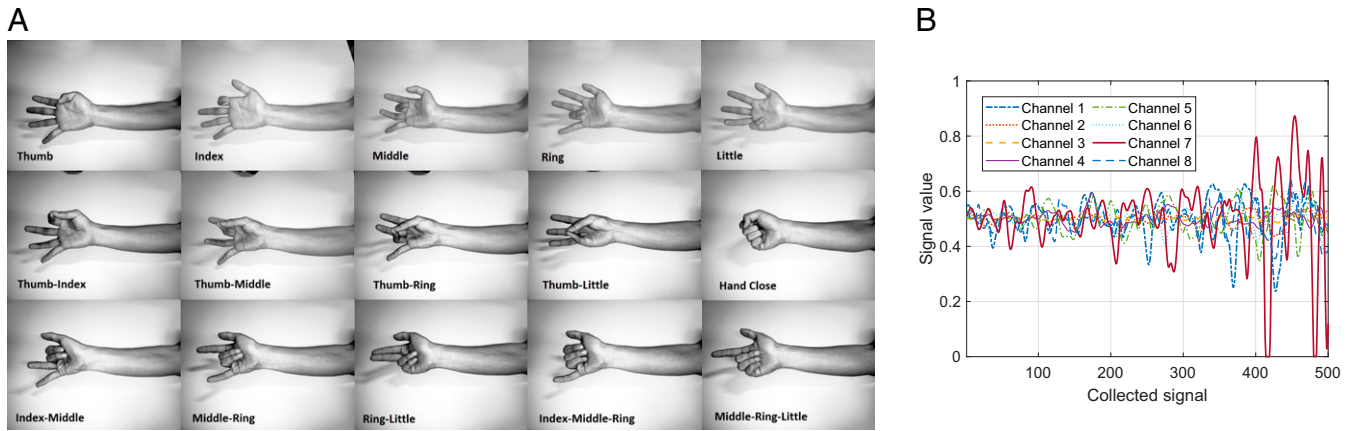 A
B
Thumb
Index
Middle
Ring
Little
Thumb-Index
Thumb-Middle
Thumb-Ring
Thumb-Little
Hand Close
Index-Middle
Middle-Ring
Ring-Little
Index-Middle-Ring
Middle-Ring-Little
Signal value
1
0.8
0.6
0.4
0.2
0
Channel 1
Channel 5
Channel 2
Channel 6
Channel 3
Channel 7
Channel 4
Channel 8
100
200
300
400
500
Collected signal